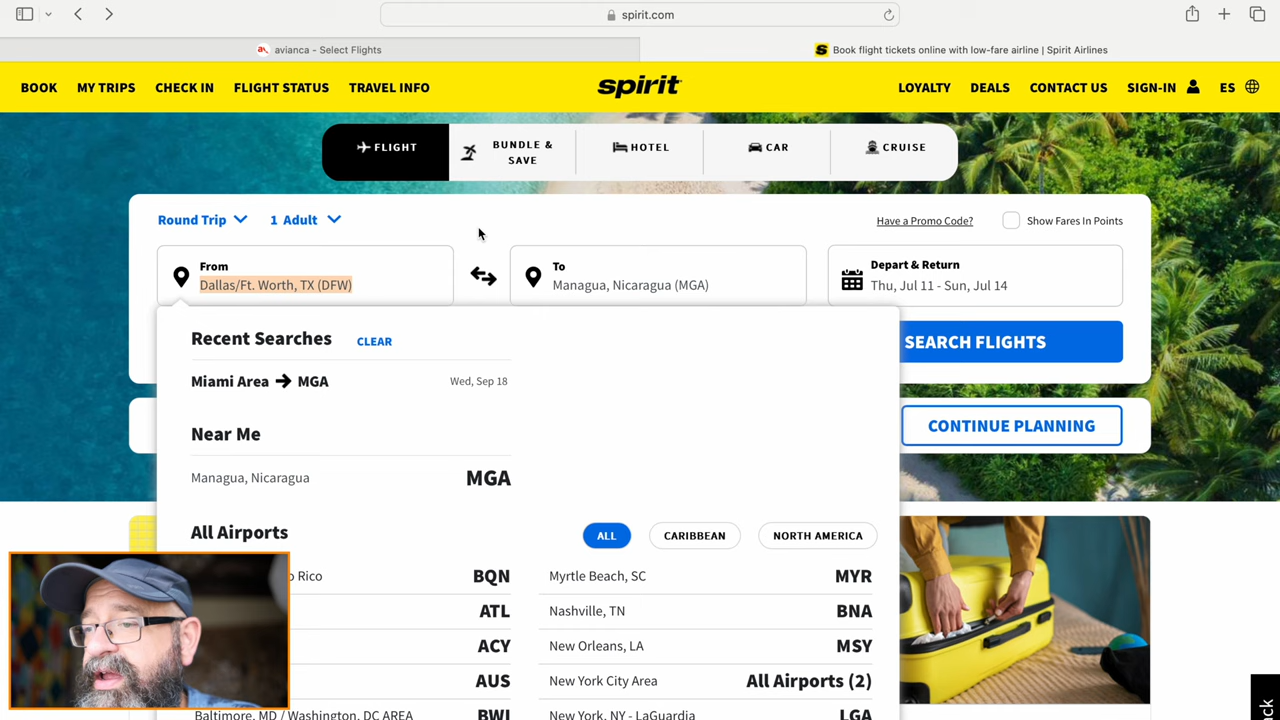 spirit.com
avianca - Select Flights
Book flight tickets online with low-fare airline | Spirit Airlines
BOOK MY TRIPS CHECK IN FLIGHT STATUS TRAVEL INFO spirit LOYALTY DEALS CONTACT US SIGN-IN ES
FLIGHT
BUNDLE &
SAVE
HOTEL
CAR
CRUISE
Round Trip 1 Adult Have a Promo Code? Show Fares In Points
From
Dallas/Ft. Worth, TX (DFW)
To
Managua, Nicaragua (MGA)
Depart & Return
Thu, Jul 11 - Sun, Jul 14
SEARCH FLIGHTS
Recent Searches CLEAR
Miami Area MGA Wed, Sep 18
CONTINUE PLANNING
Near Me
Managua, Nicaragua MGA
All Airports ALL CARIBBEAN NORTH AMERICA
Rico BQN Myrtle Beach, SC MYR
ATL Nashville, TN BNA
ACY New Orleans, LA MSY
AUS New York City Area All Airports (2)
Baltimore, MD / Washington, DC AREA BWI New York, NY - LaGuardia LGA